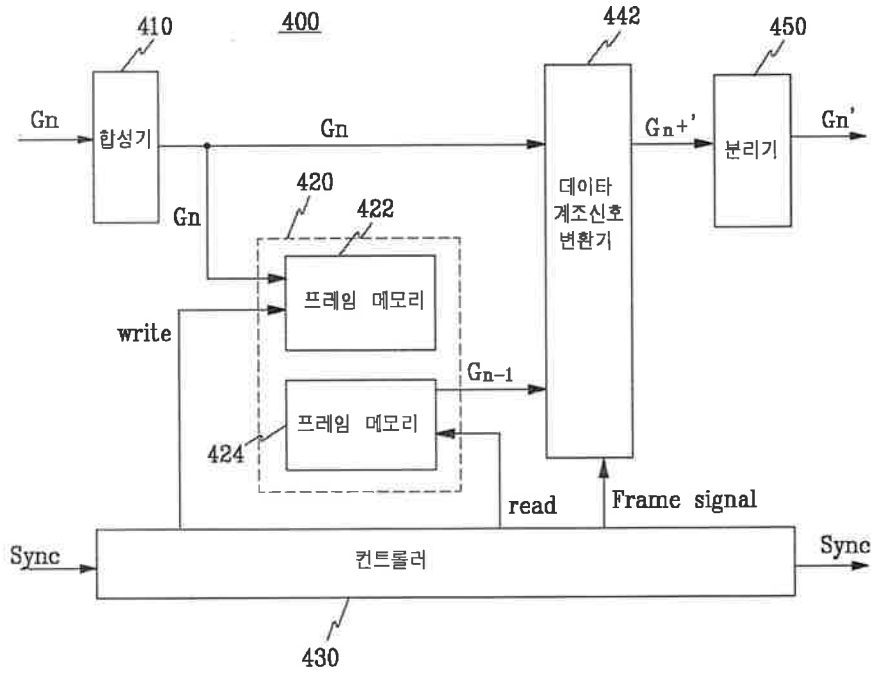 400
410
442
450
Gn
합성기
Gn
Gn+'
분리기
Gn'
데이타
계조신호
변환기
Gn
420
422
프레임 메모리
write
Gn-1
프레임 메모리
424
read
Frame signal
Sync
컨트롤러
Sync
430